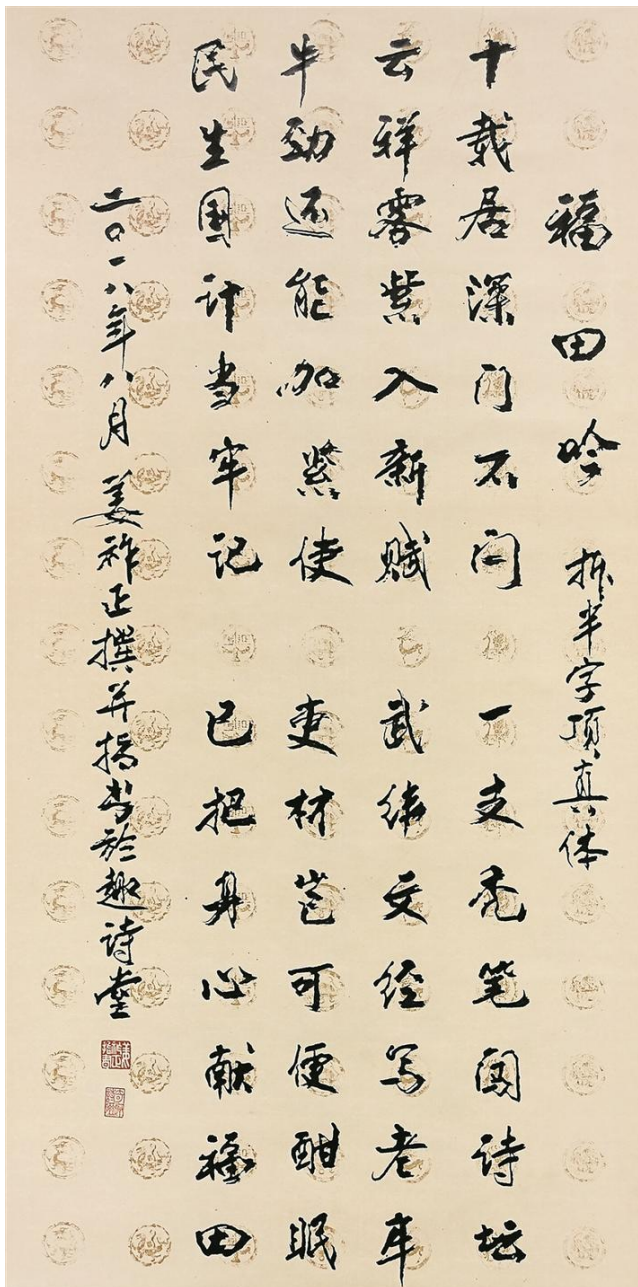 福田吟 拆半字顶真体
十载居深门不闩 一支秃笔闯诗坛
云祥雾紫入新赋 武纬文经写老年
牛劲还能加紧使 吏材岂可便酣眠
民生国计当牢记 已把身心献福田
二〇一八年八月 姜祚正撰并指书於趣诗堂